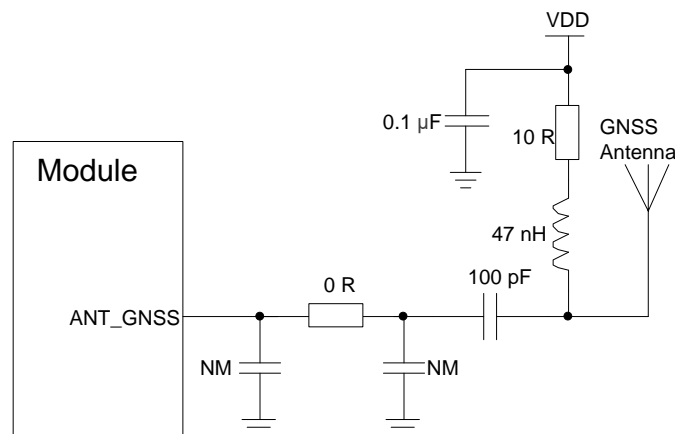 VDD
0.1 µF
10 R
GNSS
Antenna
Module
47 nH
100 pF
0 R
ANT_GNSS
NM
NM